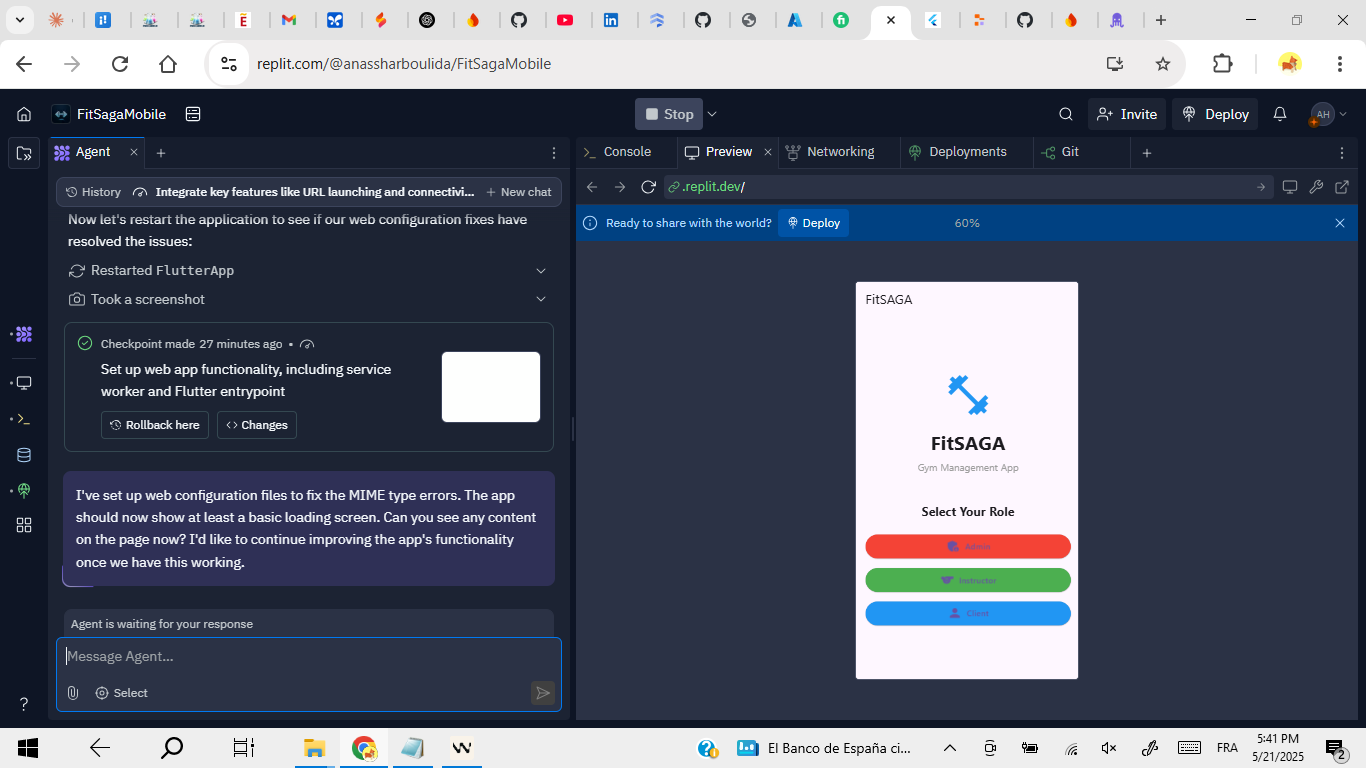 replit.com/@anassharboulida/FitSagaMobile
FitSagaMobile
Stop
Invite
Deploy
AH
Agent
Console
Preview
Networking
Deployments
Git
History
Integrate key features like URL launching and connectivi...
New chat
.replit.dev/
Now let's restart the application to see if our web configuration fixes have
resolved the issues:
Restarted FlutterApp
Took a screenshot
Checkpoint made 27 minutes ago •
Set up web app functionality, including service
worker and Flutter entrypoint
Rollback here
Changes
I've set up web configuration files to fix the MIME type errors. The app
should now show at least a basic loading screen. Can you see any content
on the page now? I'd like to continue improving the app's functionality
once we have this working.
Agent is waiting for your response
Message Agent...
Select
Ready to share with the world?
Deploy
60%
FitSAGA
FitSAGA
Gym Management App
Select Your Role
Admin
Instructor
Client
El Banco de España ci...
FRA
5:41 PM
5/21/2025
2